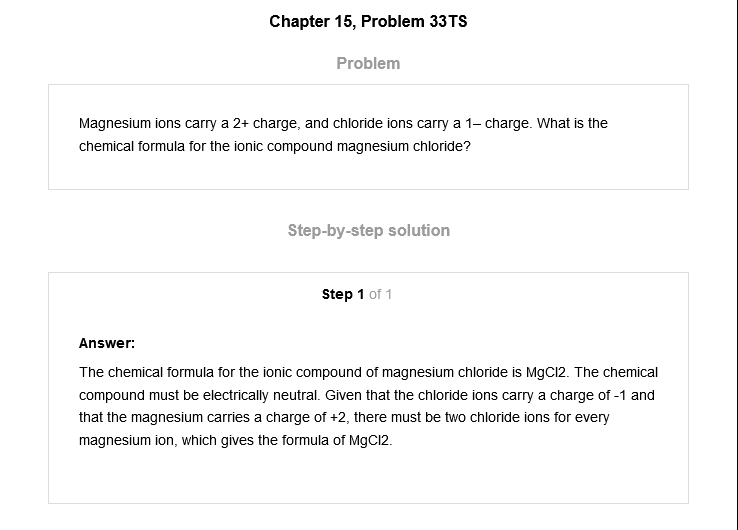 Chapter 15, Problem 33TS
Problem
Magnesium ions carry a 2+ charge, and chloride ions carry a 1– charge. What is the
chemical formula for the ionic compound magnesium chloride?
Step-by-step solution
Step 1 of 1
Answer:
The chemical formula for the ionic compound of magnesium chloride is MgCl2. The chemical
compound must be electrically neutral. Given that the chloride ions carry a charge of -1 and
that the magnesium carries a charge of +2, there must be two chloride ions for every
magnesium ion, which gives the formula of MgCl2.